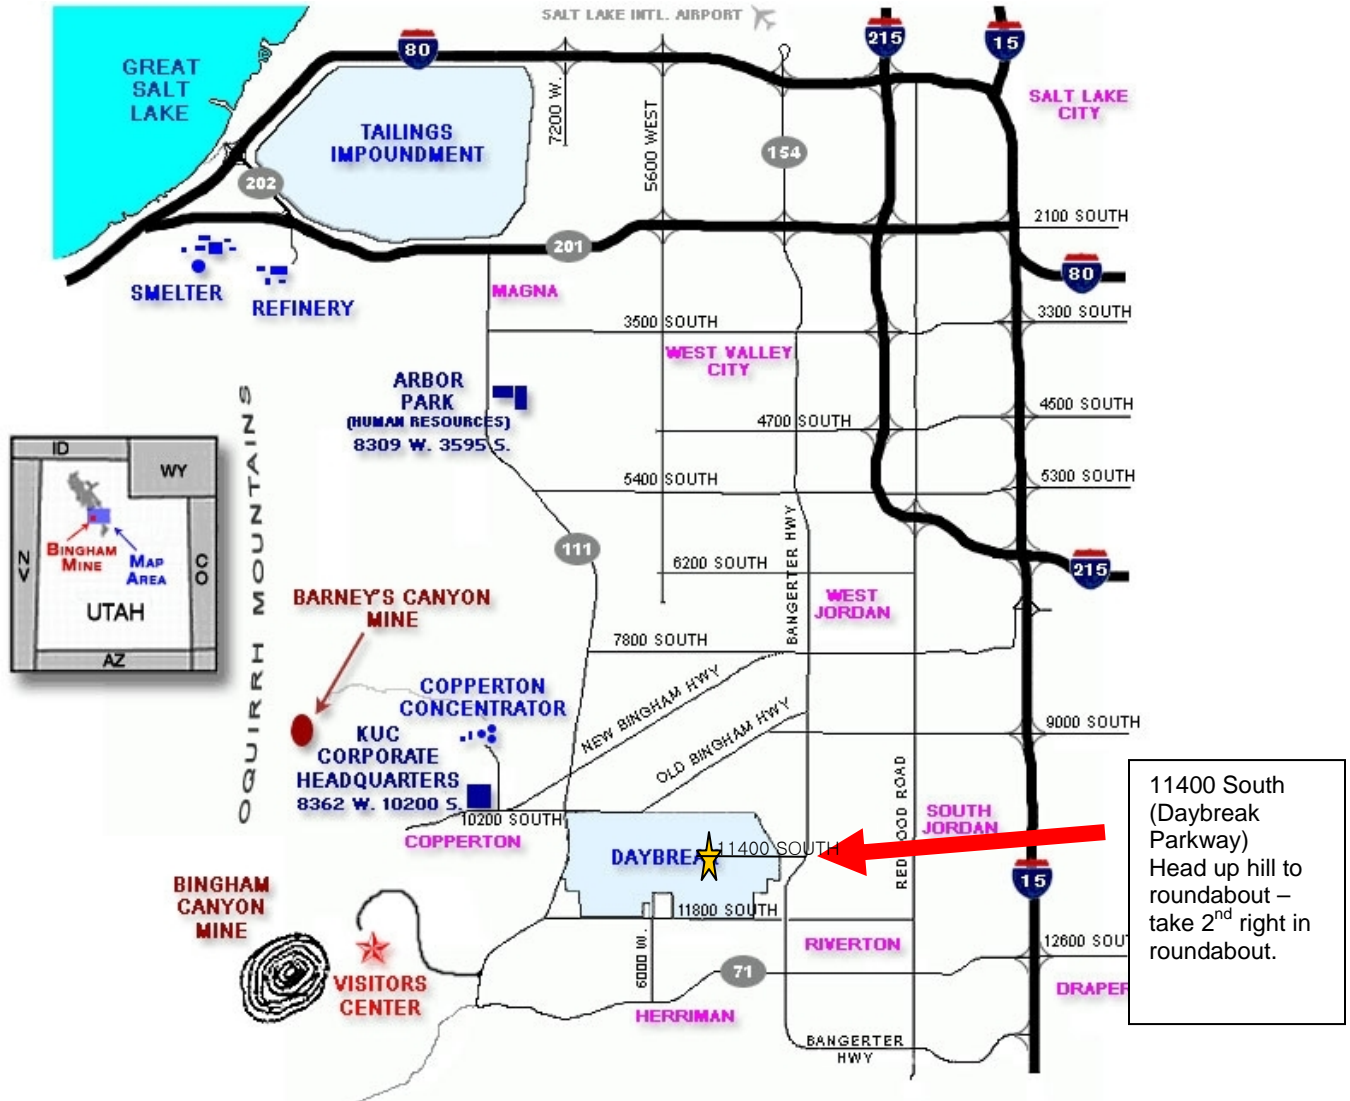 SALT LAKE INTL. AIRPORT
80
215
15
GREAT
SALT
LAKE
TAILINGS
IMPOUNDMENT
7200 W.
5600 WEST
154
SALT LAKE
CITY
202
2100 SOUTH
201
80
SMELTER
REFINERY
MAGNA
3500 SOUTH
3300 SOUTH
WEST VALLEY
CITY
ARBOR
PARK
(HUMAN RESOURCES)
8309 W. 3595 S.
4700 SOUTH
4500 SOUTH
5400 SOUTH
5300 SOUTH
OQUIRRH MOUNTAINS
ID
WY
NV
CO
BINGHAM
MINE
MAP
AREA
UTAH
AZ
111
BANGERTER HWY
6200 SOUTH
215
BARNEY'S CANYON
MINE
WEST
JORDAN
7800 SOUTH
COPPERTON
CONCENTRATOR
NEW BINGHAM HWY
OLD BINGHAM HWY
9000 SOUTH
KUC
CORPORATE
HEADQUARTERS
8362 W. 10200 S.
10200 SOUTH
COPPERTON
REDWOOD ROAD
SOUTH
JORDAN
DAYBREAK
11400 SOUTH
11400 South
(Daybreak
Parkway)
Head up hill to
roundabout –
take 2nd right in
roundabout.
15
BINGHAM
CANYON
MINE
11800 SOUTH
VISITORS
CENTER
6000 W.
RIVERTON
12600 SOUT
71
DRAPER
HERRIMAN
BANGERTER
HWY